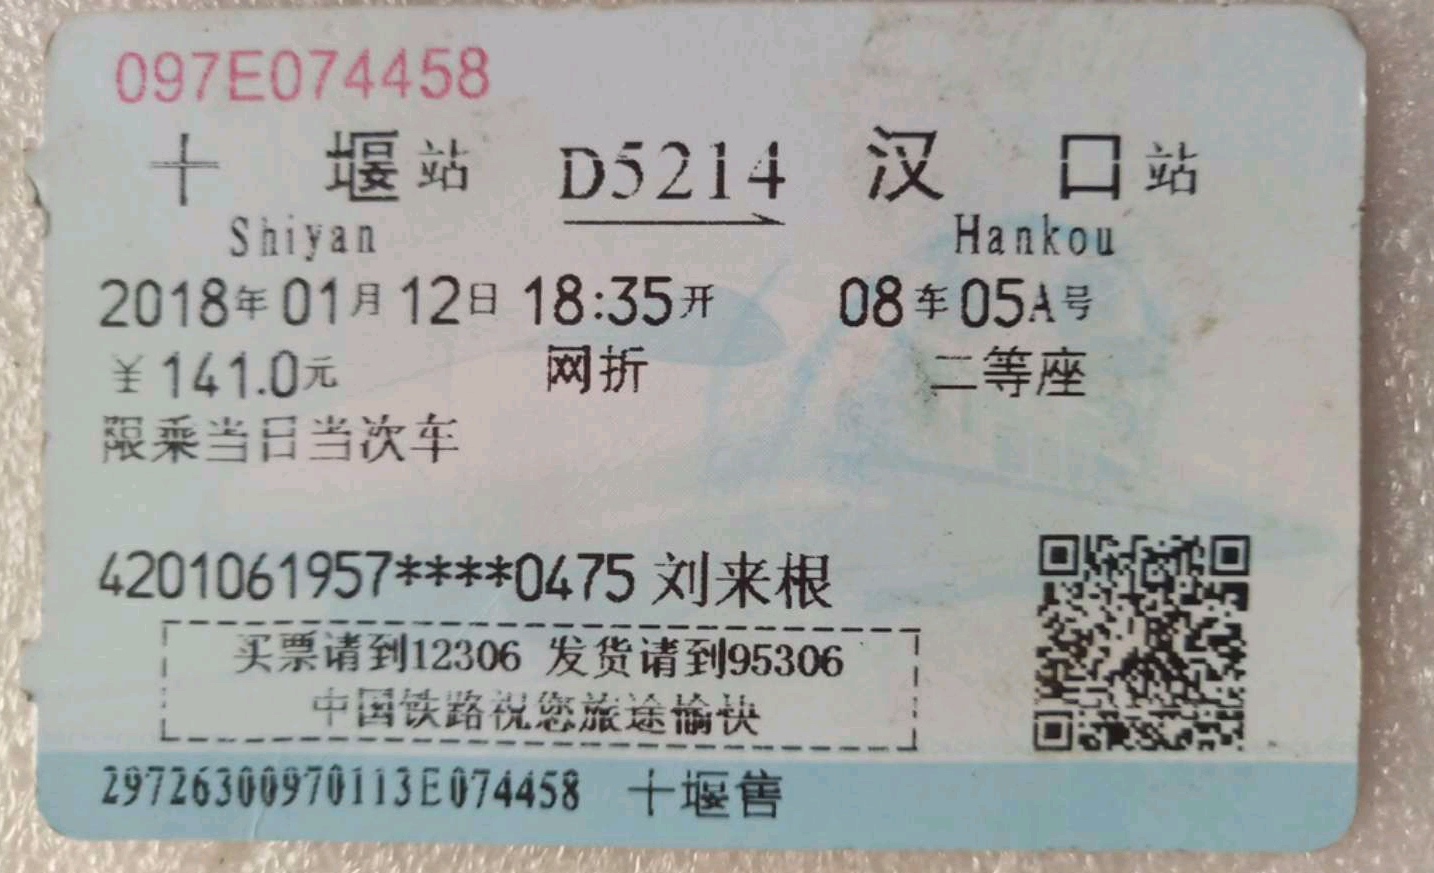 097E074458
十堰站 D5214 汉口站
Shiyan Hankou
2018年01月12日 18:35开 08车05A号
￥141.0元 网折 二等座
限乘当日当次车
4201061957****0475 刘来根
买票请到12306 发货请到95306
中国铁路祝您旅途愉快
29726300970113E074458 十堰售